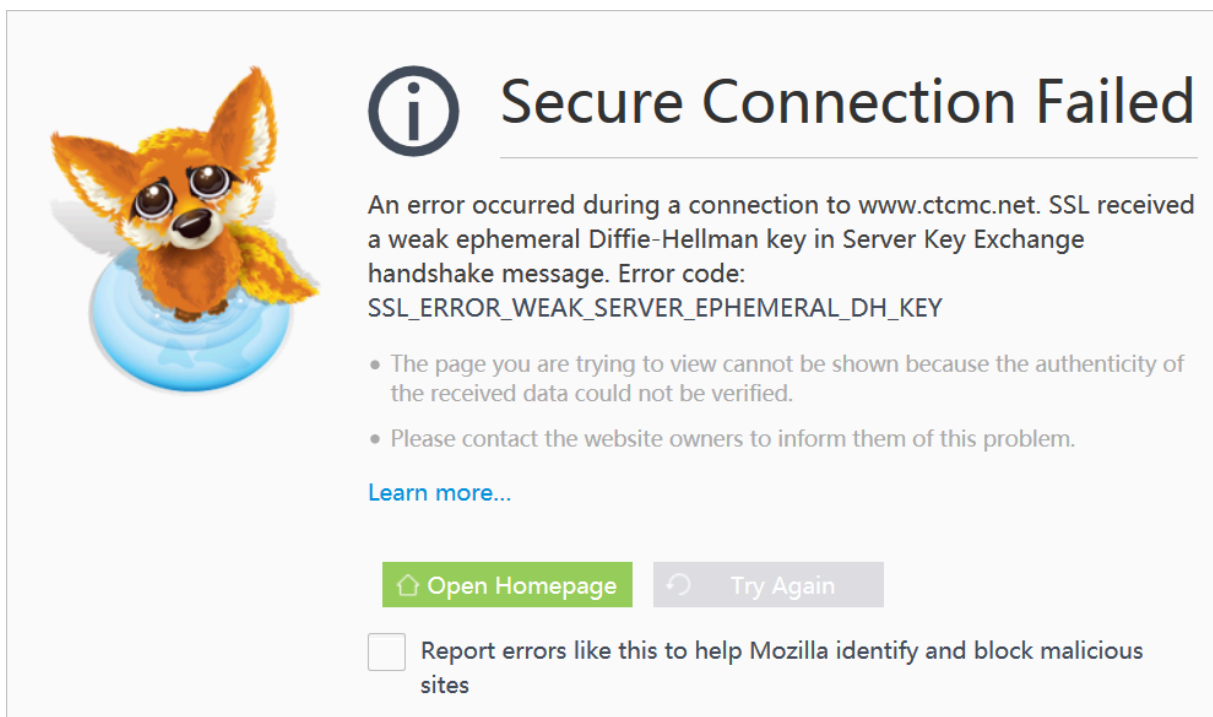 Secure Connection Failed
An error occurred during a connection to www.ctcmc.net. SSL received
a weak ephemeral Diffie-Hellman key in Server Key Exchange
handshake message. Error code:
SSL_ERROR_WEAK_SERVER_EPHEMERAL_DH_KEY
• The page you are trying to view cannot be shown because the authenticity of
the received data could not be verified.
• Please contact the website owners to inform them of this problem.
Learn more...
Open Homepage Try Again
Report errors like this to help Mozilla identify and block malicious
sites